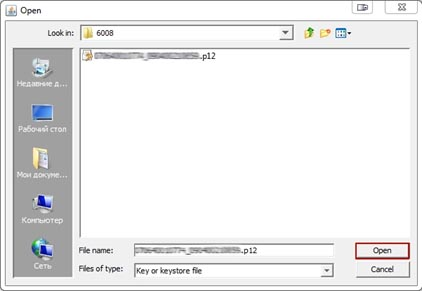 Open
Look in: 6008
.p12
Недавние д...
Рабочий стол
Мои докуме...
Компьютер
Сеть
File name: .p12
Open
Files of type: Key or keystore file
Cancel